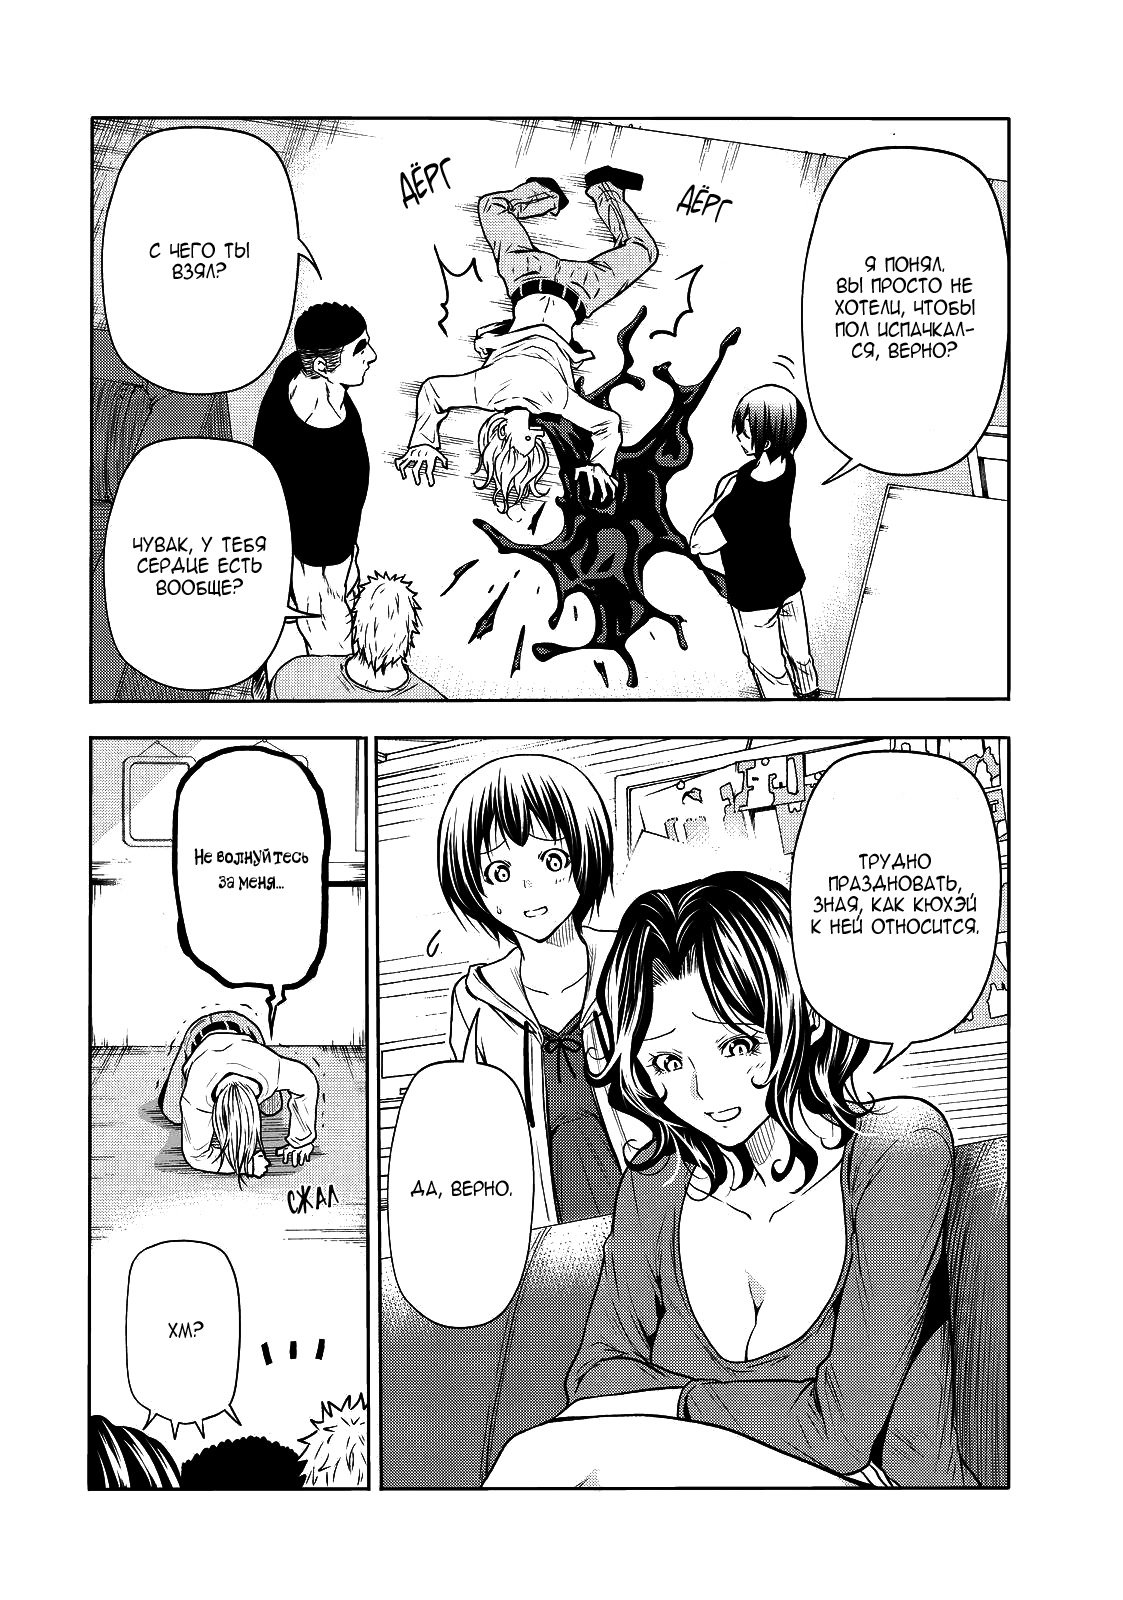 Я ПОНЯЛ.
ВЫ ПРОСТО НЕ
ХОТЕЛИ, ЧТОБЫ
ПОЛ ИСПАЧКАЛ-
СЯ, ВЕРНО?
ДЁРГ
ДЁРГ
С ЧЕГО ТЫ
ВЗЯЛ?
ЧУВАК, У ТЕБЯ
СЕРДЦЕ ЕСТЬ
ВООБЩЕ?
ТРУДНО
ПРАЗДНОВАТЬ,
ЗНАЯ, КАК КЮХЭЙ
К НЕЙ ОТНОСИТСЯ.
ДА, ВЕРНО.
Не волнуйтесь
за меня...
СЖАЛ
ХМ?